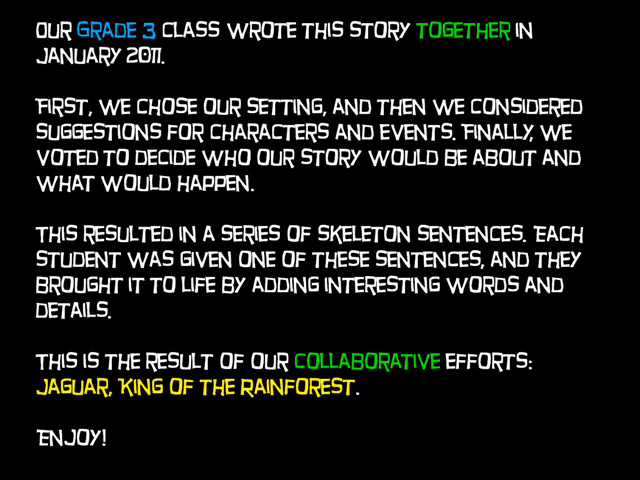 OUR GRADE 3 CLASS WROTE THIS STORY TOGETHER IN
JANUARY 2011.
FIRST, WE CHOSE OUR SETTING, AND THEN WE CONSIDERED
SUGGESTIONS FOR CHARACTERS AND EVENTS. FINALLY, WE
VOTED TO DECIDE WHO OUR STORY WOULD BE ABOUT AND
WHAT WOULD HAPPEN.
THIS RESULTED IN A SERIES OF SKELETON SENTENCES. EACH
STUDENT WAS GIVEN ONE OF THESE SENTENCES, AND THEY
BROUGHT IT TO LIFE BY ADDING INTERESTING WORDS AND
DETAILS.
THIS IS THE RESULT OF OUR COLLABORATIVE EFFORTS:
JAGUAR, KING OF THE RAINFOREST.
ENJOY!